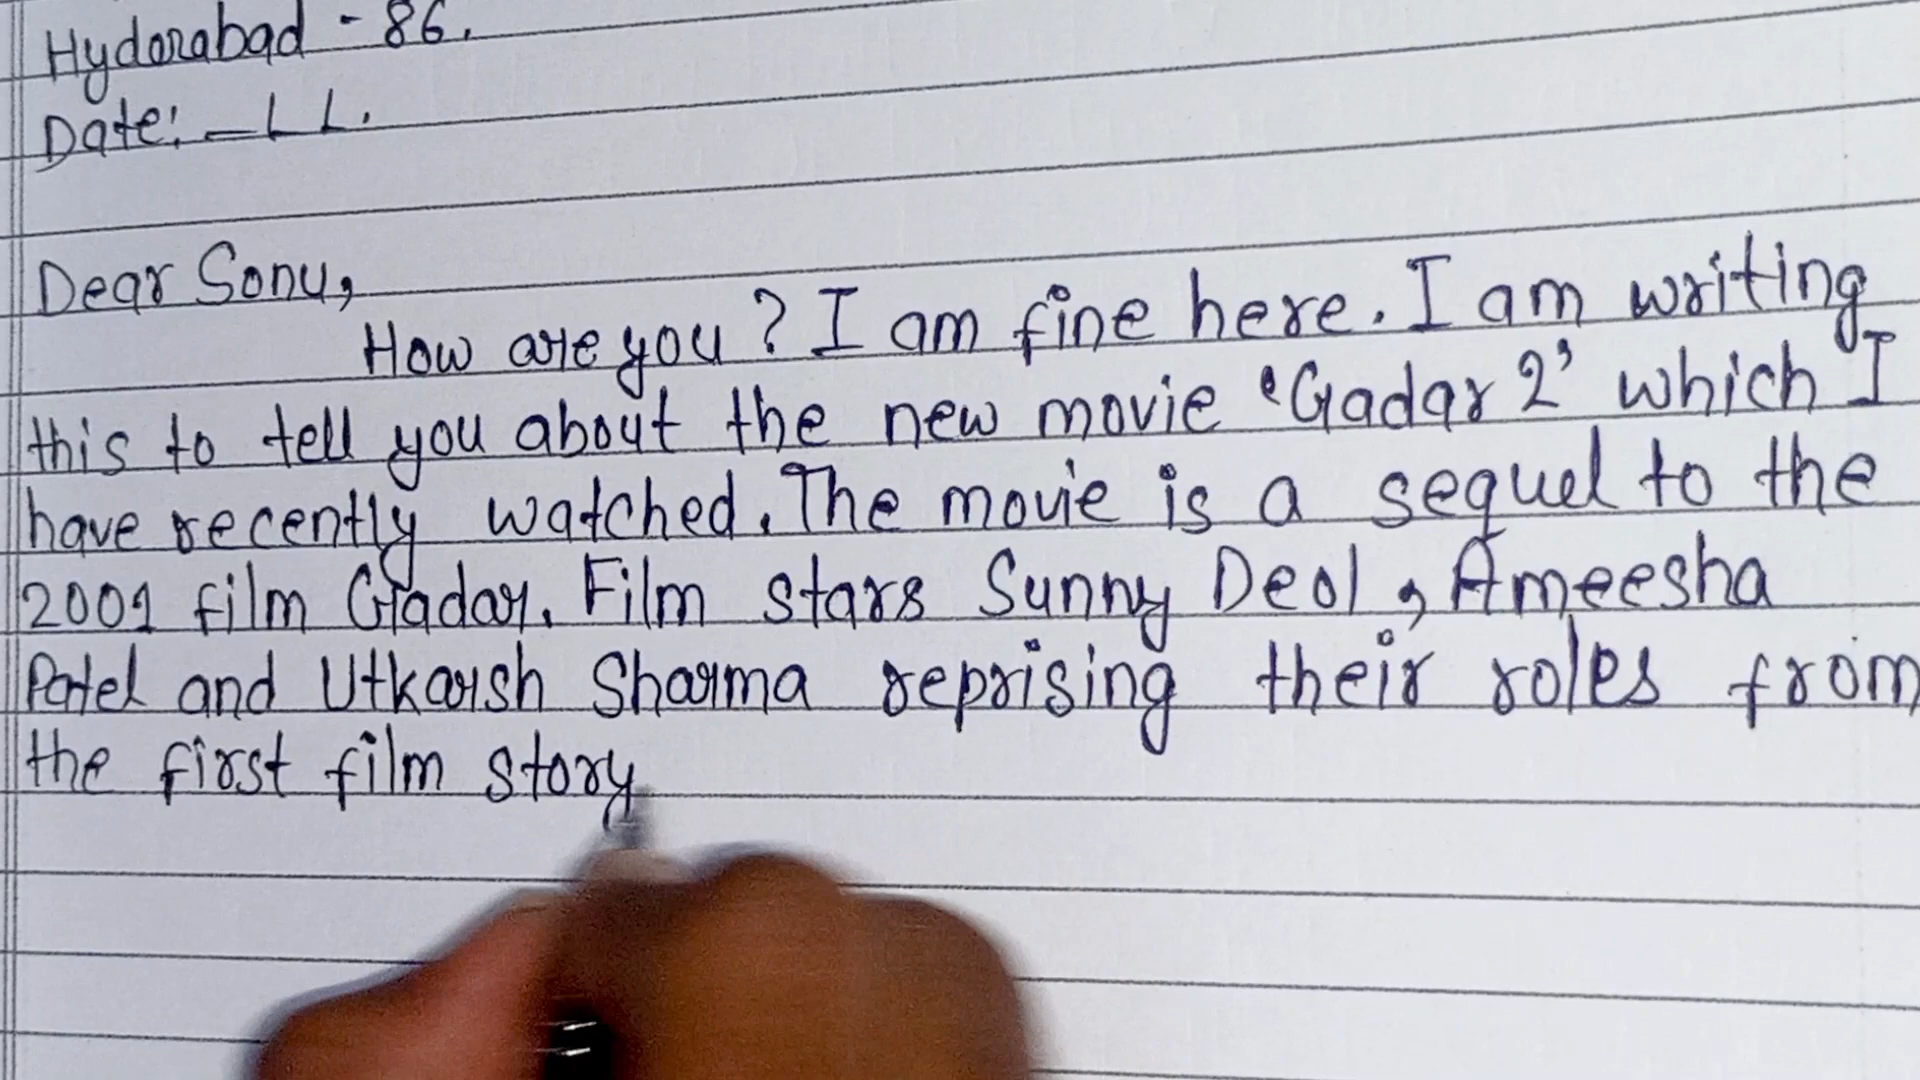 Hyderabad - 86.
Date: _ L L.
Dear Sonu,
How are you? I am fine here. I am writing
this to tell you about the new movie 'Gadar 2' which I
have recently watched. The movie is a sequel to the
2001 film Gadar. Film stars Sunny Deol, Ameesha
Patel and Utkarsh Sharma reprising their roles from
the first film story